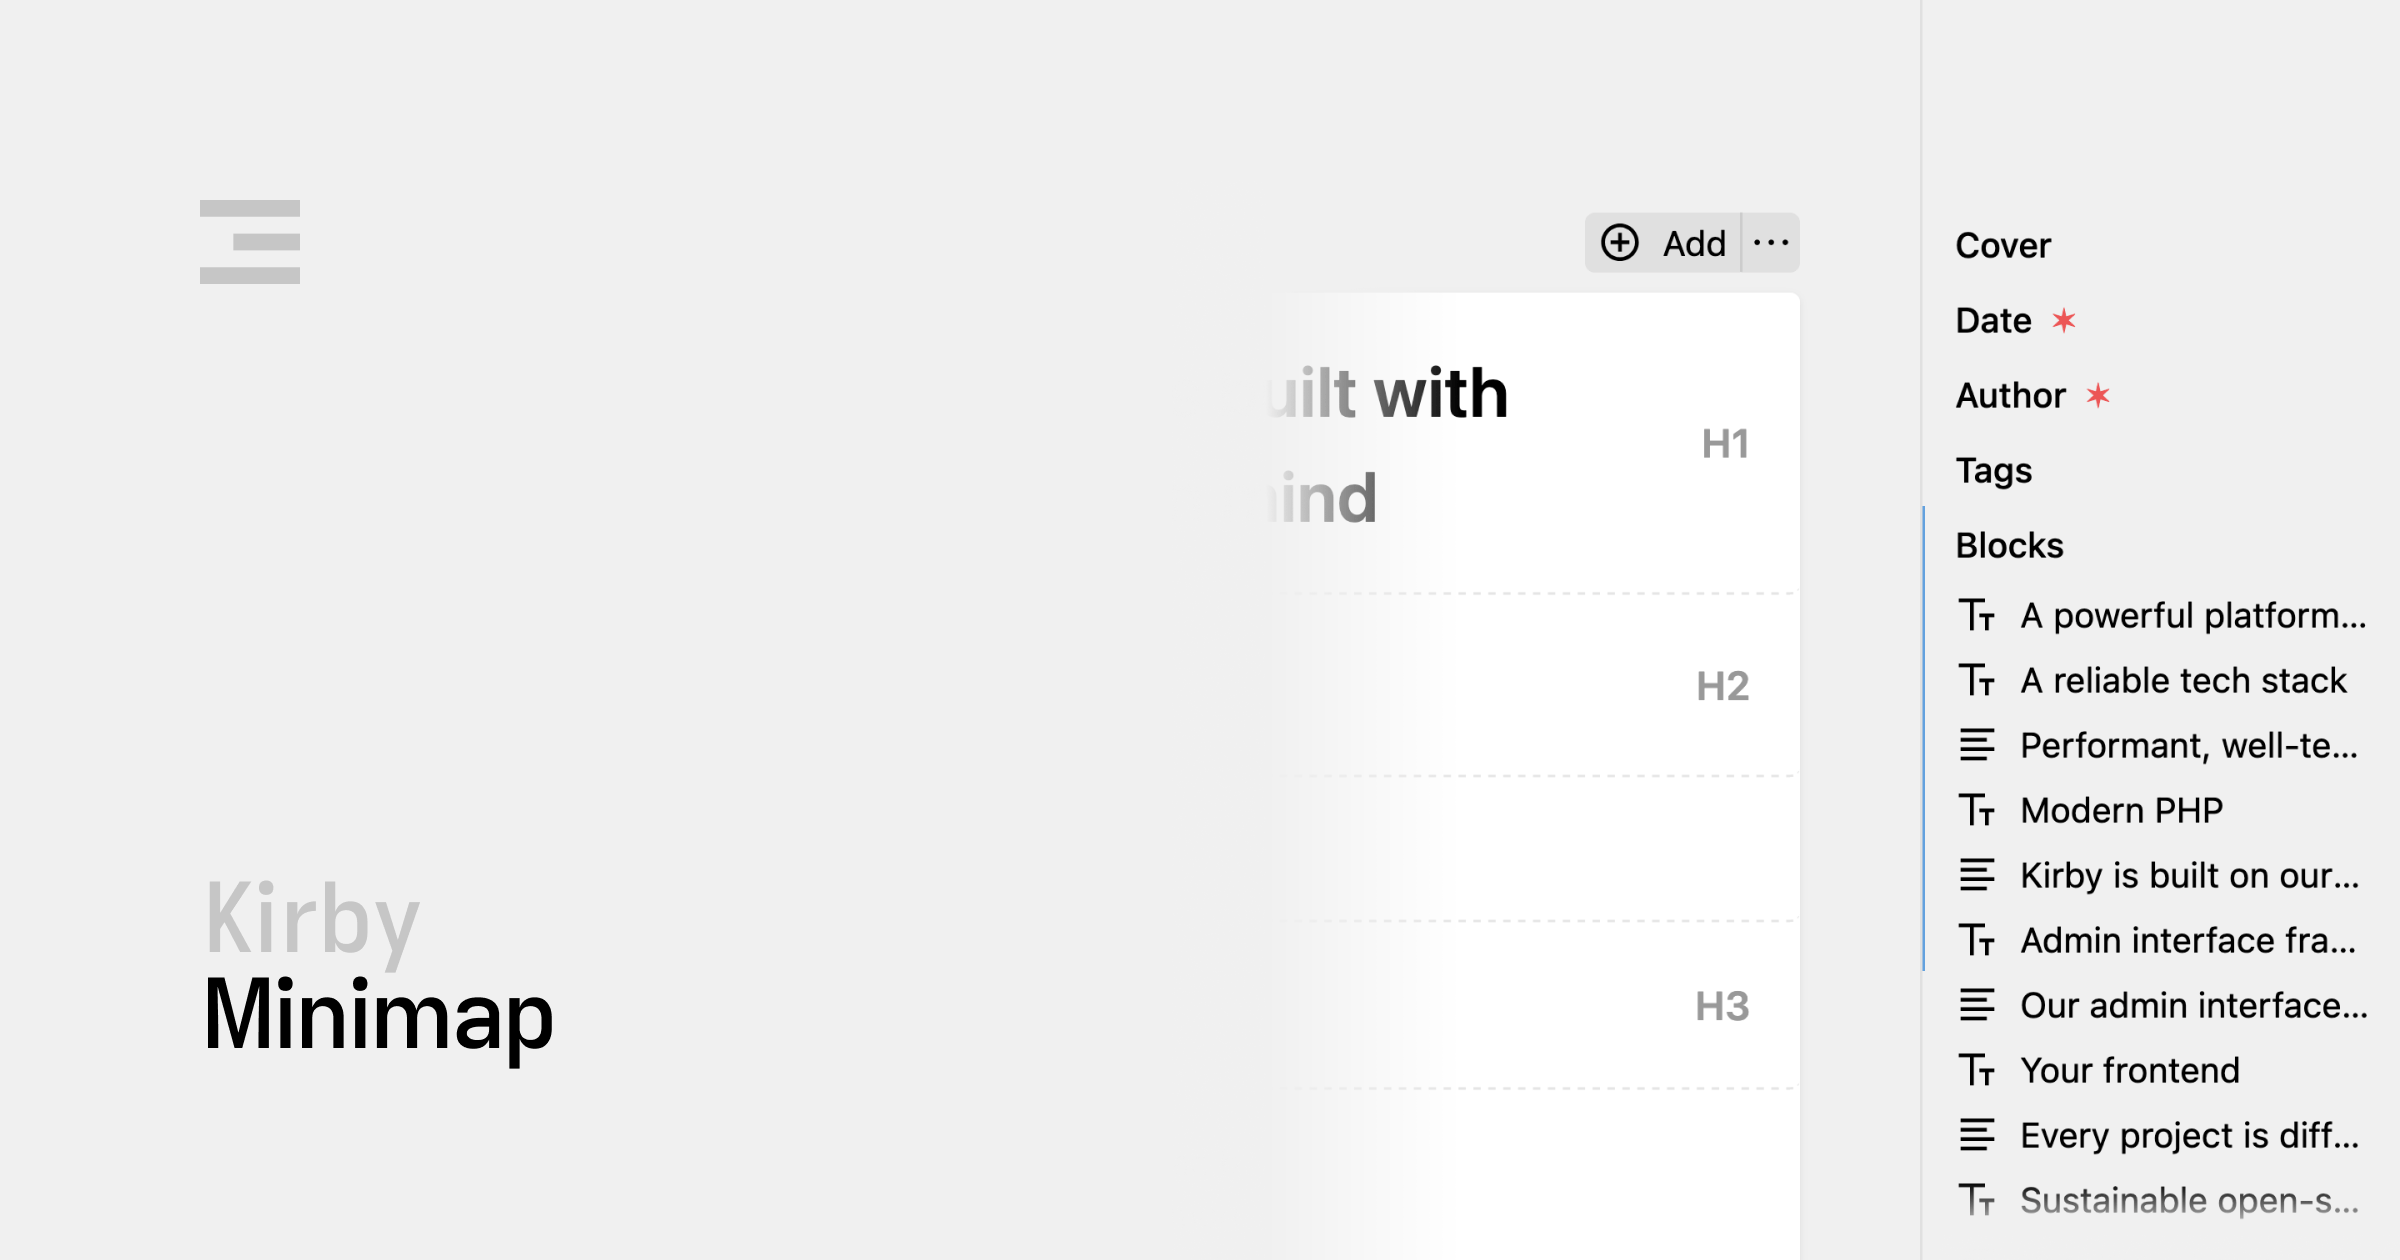 Kirby
Minimap
Add
uilt with
ind
H1
H2
H3
Cover
Date
Author
Tags
Blocks
A powerful platform...
A reliable tech stack
Performant, well-te...
Modern PHP
Kirby is built on our...
Admin interface fra...
Our admin interface...
Your frontend
Every project is diff...
Sustainable open-s...